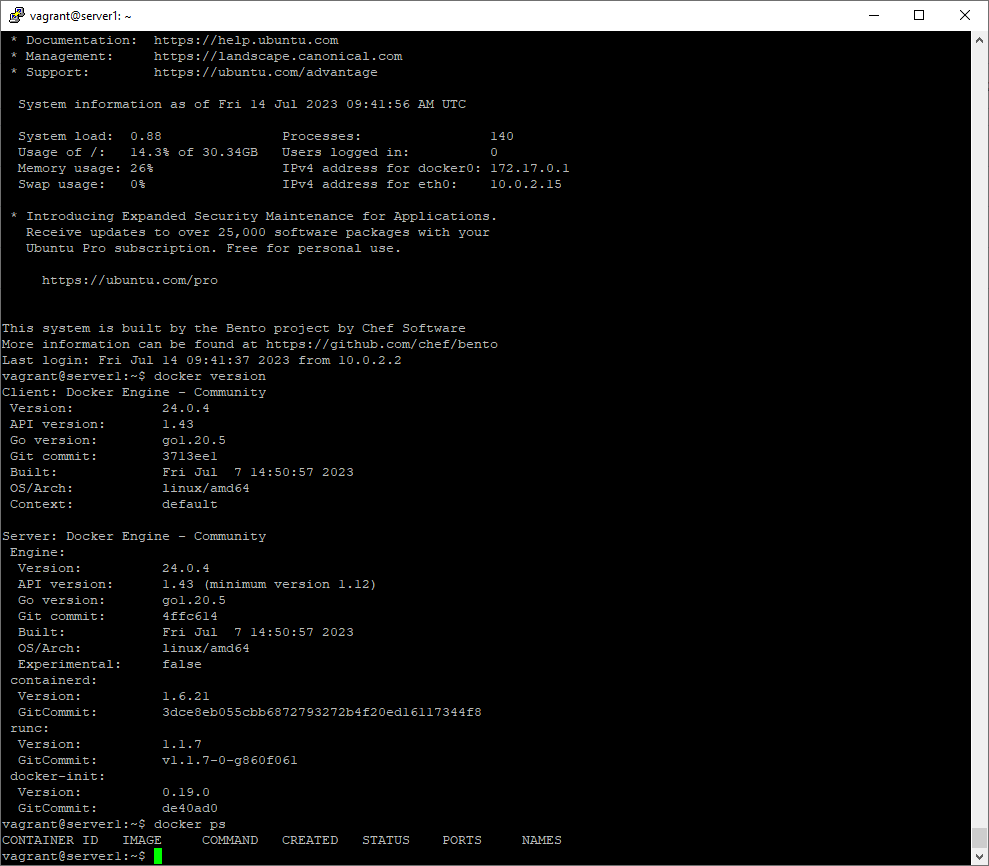 vagrant@server1: ~
* Documentation:  https://help.ubuntu.com
* Management:     https://landscape.canonical.com
* Support:        https://ubuntu.com/advantage
System information as of Fri 14 Jul 2023 09:41:56 AM UTC
System load:  0.88               Processes:                140
Usage of /:   14.3% of 30.34GB   Users logged in:          0
Memory usage: 26%                IPv4 address for docker0: 172.17.0.1
Swap usage:   0%                 IPv4 address for eth0:    10.0.2.15
* Introducing Expanded Security Maintenance for Applications.
Receive updates to over 25,000 software packages with your
Ubuntu Pro subscription. Free for personal use.
https://ubuntu.com/pro
This system is built by the Bento project by Chef Software
More information can be found at https://github.com/chef/bento
Last login: Fri Jul 14 09:41:37 2023 from 10.0.2.2
vagrant@server1:~$ docker version
Client: Docker Engine - Community
Version:           24.0.4
API version:       1.43
Go version:        go1.20.5
Git commit:        3713ee1
Built:             Fri Jul  7 14:50:57 2023
OS/Arch:           linux/amd64
Context:           default
Server: Docker Engine - Community
Engine:
Version:          24.0.4
API version:      1.43 (minimum version 1.12)
Go version:       go1.20.5
Git commit:       4ffc614
Built:            Fri Jul  7 14:50:57 2023
OS/Arch:          linux/amd64
Experimental:     false
containerd:
Version:          1.6.21
GitCommit:        3dce8eb055cbb6872793272b4f20ed16117344f8
runc:
Version:          1.1.7
GitCommit:        v1.1.7-0-g860f061
docker-init:
Version:          0.19.0
GitCommit:        de40ad0
vagrant@server1:~$ docker ps
CONTAINER ID   IMAGE     COMMAND   CREATED   STATUS    PORTS     NAMES
vagrant@server1:~$